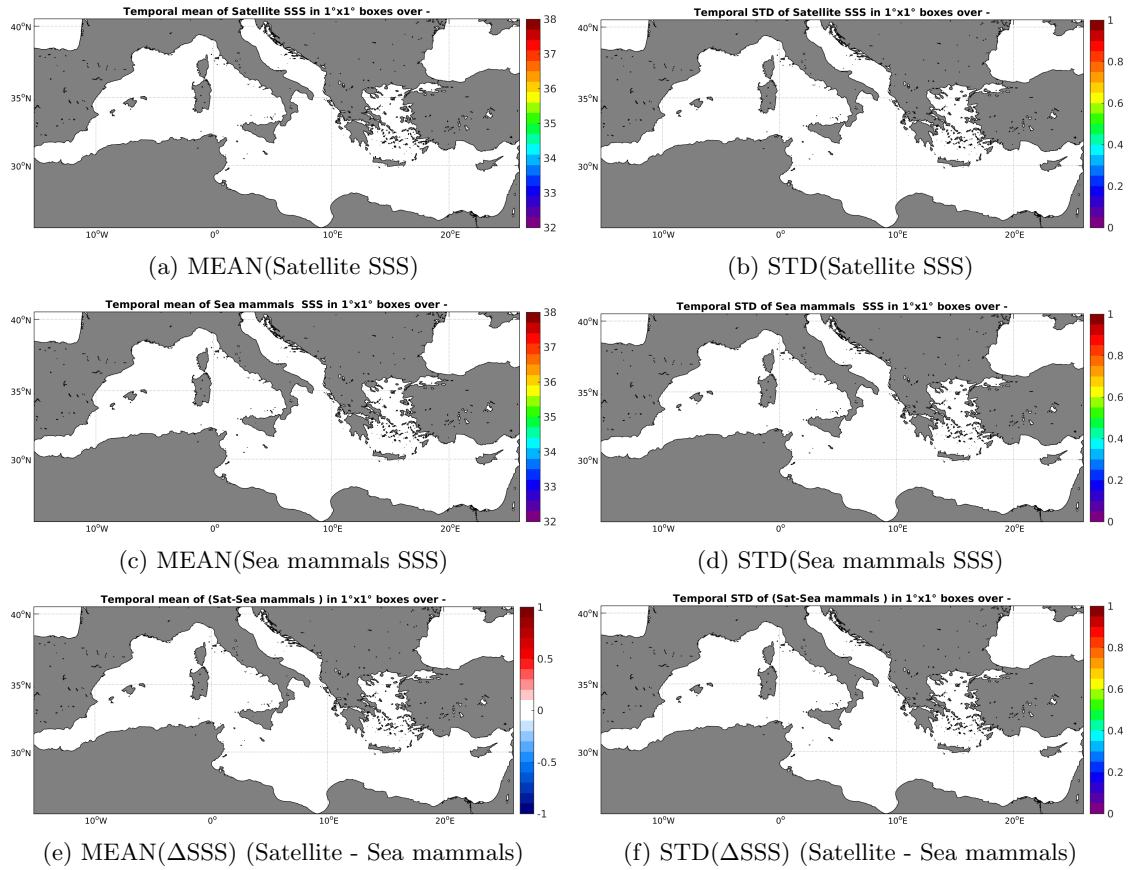 Temporal mean of Satellite SSS in 1°x1° boxes over -
40°N
35°N
30°N
10°W
0°
10°E
20°E
38
37
36
35
34
33
32
(a) MEAN(Satellite SSS)
Temporal STD of Satellite SSS in 1°x1° boxes over -
40°N
35°N
30°N
10°W
0°
10°E
20°E
1
0.8
0.6
0.4
0.2
0
(b) STD(Satellite SSS)
Temporal mean of Sea mammals  SSS in 1°x1° boxes over -
40°N
35°N
30°N
10°W
0°
10°E
20°E
38
37
36
35
34
33
32
(c) MEAN(Sea mammals SSS)
Temporal STD of Sea mammals  SSS in 1°x1° boxes over -
40°N
35°N
30°N
10°W
0°
10°E
20°E
1
0.8
0.6
0.4
0.2
0
(d) STD(Sea mammals SSS)
Temporal mean of (Sat-Sea mammals ) in 1°x1° boxes over -
40°N
35°N
30°N
10°W
0°
10°E
20°E
1
0.5
0
-0.5
-1
(e) MEAN(ΔSSS) (Satellite - Sea mammals)
Temporal STD of (Sat-Sea mammals ) in 1°x1° boxes over -
40°N
35°N
30°N
10°W
0°
10°E
20°E
1
0.8
0.6
0.4
0.2
0
(f) STD(ΔSSS) (Satellite - Sea mammals)